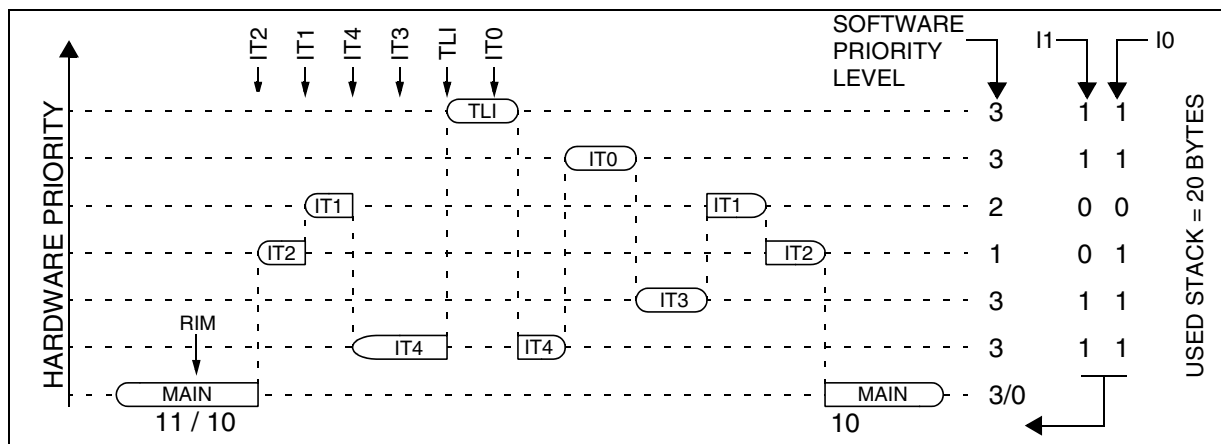 IT2
IT1
IT4
IT3
TLI
IT0
SOFTWARE
PRIORITY
LEVEL
I1
I0
HARDWARE PRIORITY
TLI
3
1 1
IT0
3
1 1
IT1
IT1
2
0 0
IT2
IT2
1
0 1
IT3
3
1 1
RIM
IT4
IT4
3
1 1
MAIN
MAIN
3/0
11 / 10
10
USED STACK = 20 BYTES